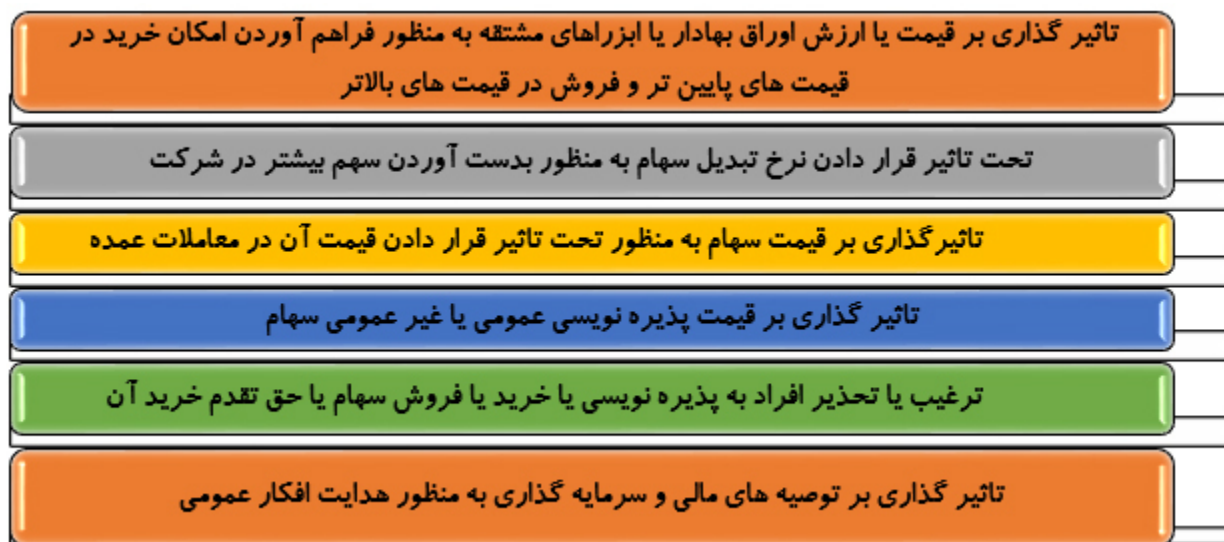 تاثیر گذاری بر قیمت یا ارزش اوراق بهادار یا ابزراهای مشتقه به منظور فراهم آوردن امکان خرید در
قیمت های پایین تر و فروش در قیمت های بالاتر
تحت تاثیر قرار دادن نرخ تبدیل سهام به منظور بدست آوردن سهم بیشتر در شرکت
تاثیرگذاری بر قیمت سهام به منظور تحت تاثیر قرار دادن قیمت آن در معاملات عمده
تاثیر گذاری بر قیمت پذیره نویسی عمومی یا غیر عمومی سهام
ترغیب یا تحذیر افراد به پذیره نویسی یا خرید یا فروش سهام یا حق تقدم خرید آن
تاثیر گذاری بر توصیه های مالی و سرمایه گذاری به منظور هدایت افکار عمومی